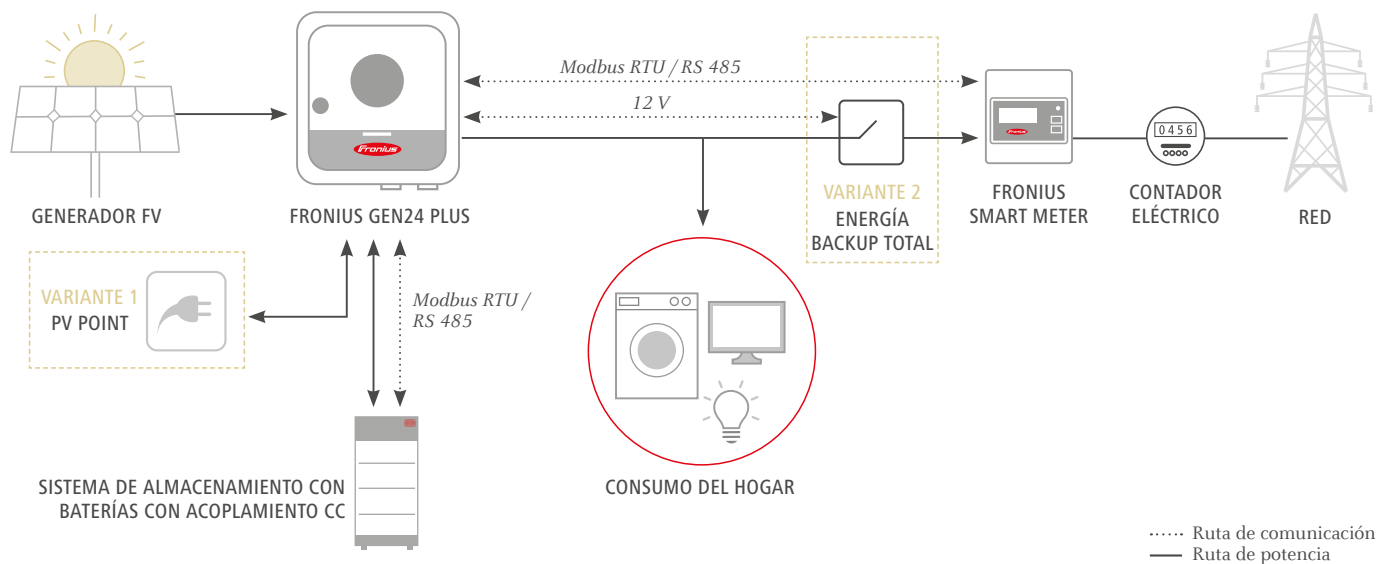 Modbus RTU / RS 485
12 V
Fronius
Fronius
0456
GENERADOR FV
FRONIUS GEN24 PLUS
VARIANTE 2
ENERGÍA
BACKUP TOTAL
FRONIUS
SMART METER
CONTADOR
ELÉCTRICO
RED
VARIANTE 1
PV POINT
Modbus RTU /
RS 485
SISTEMA DE ALMACENAMIENTO CON
BATERÍAS CON ACOPLAMIENTO CC
CONSUMO DEL HOGAR
Ruta de comunicación
Ruta de potencia